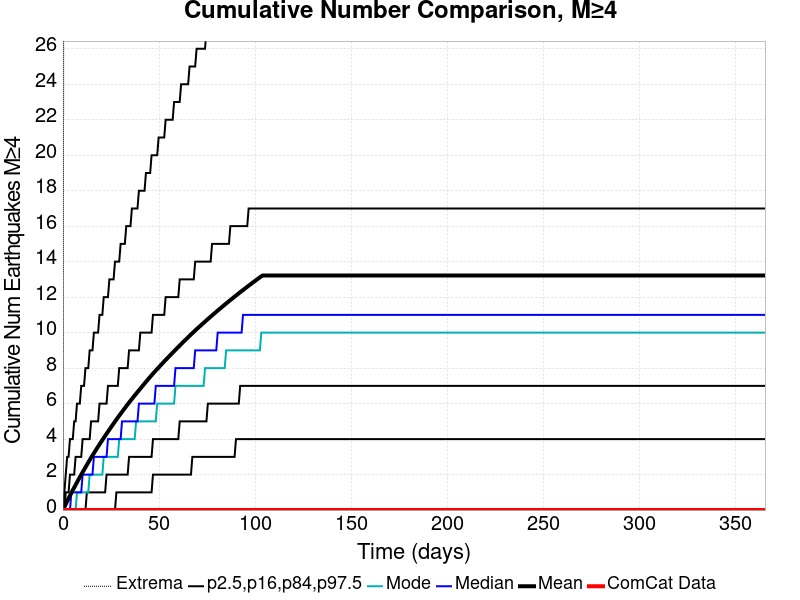 Cumulative Number Comparison, M≥4
Cumulative Num Earthquakes M≥4
26
24
22
20
18
16
14
12
10
8
6
4
2
0
0 50 100 150 200 250 300 350
Time (days)
Extrema p2.5,p16,p84,p97.5 Mode Median Mean ComCat Data